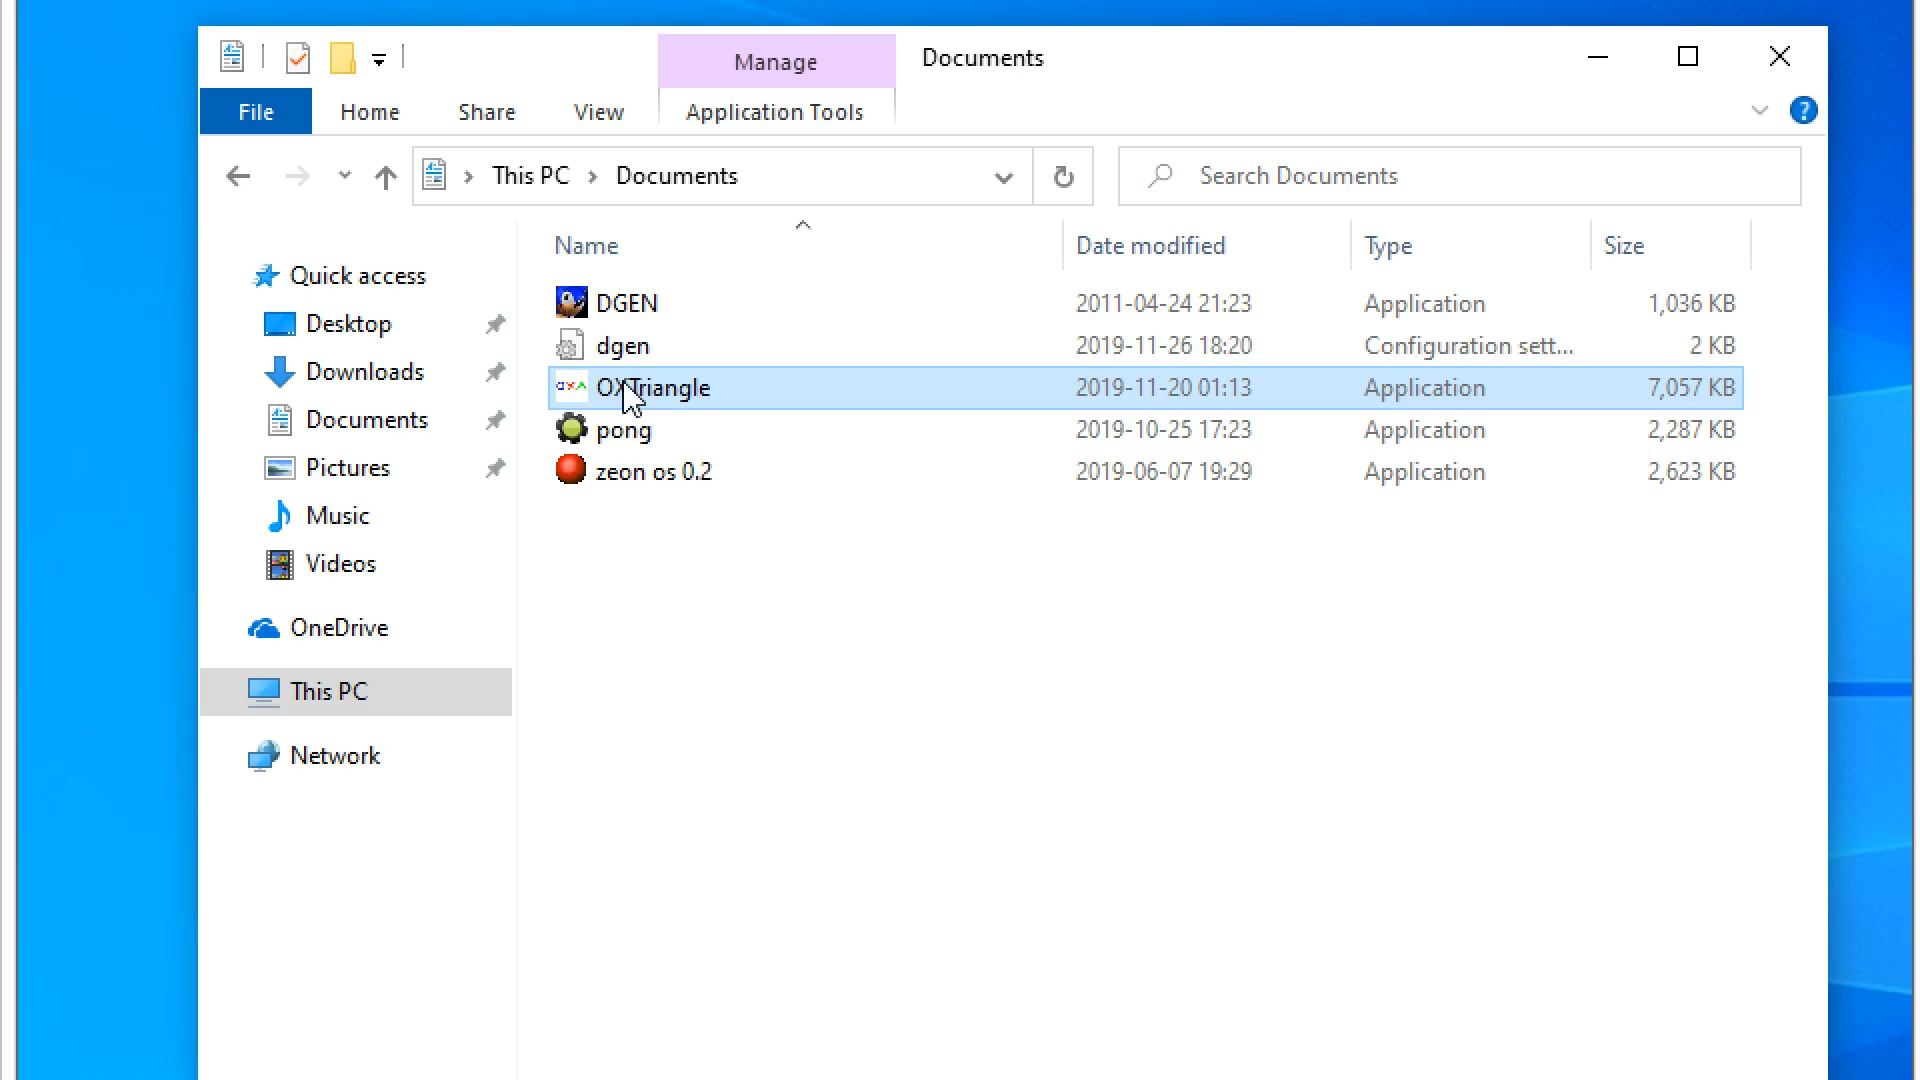 Manage
Documents
File
Home
Share
View
Application Tools
?
This PC
Documents
Search Documents
Name
Date modified
Type
Size
Quick access
Desktop
Downloads
Documents
Pictures
Music
Videos
OneDrive
This PC
Network
DGEN 2011-04-24 21:23 Application 1,036 KB
dgen 2019-11-26 18:20 Configuration sett... 2 KB
OXTriangle 2019-11-20 01:13 Application 7,057 KB
pong 2019-10-25 17:23 Application 2,287 KB
zeon os 0.2 2019-06-07 19:29 Application 2,623 KB